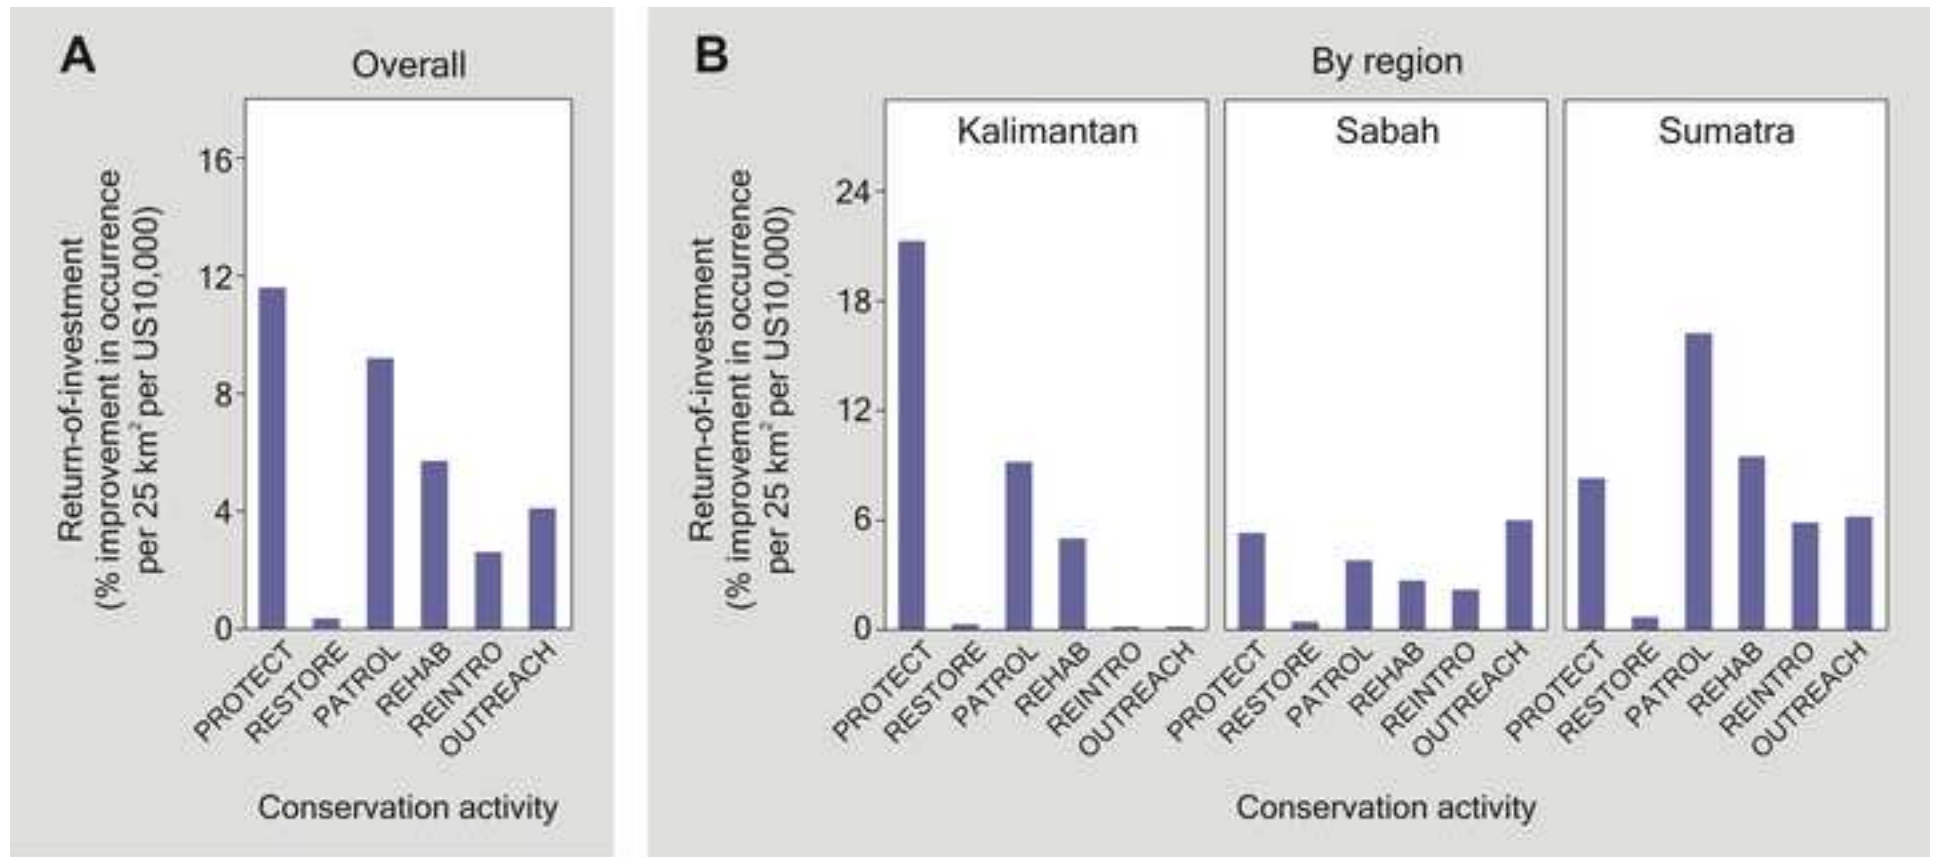 A
Overall
Return-of-investment
(% improvement in occurrence
per 25 km² per US10,000)
16
12
8
4
0
PROTECT
RESTORE
PATROL
REHAB
REINTRO
OUTREACH
Conservation activity
B
By region
Return-of-investment
(% improvement in occurrence
per 25 km² per US10,000)
24
18
12
6
0
Kalimantan
PROTECT
RESTORE
PATROL
REHAB
REINTRO
OUTREACH
Sabah
PROTECT
RESTORE
PATROL
REHAB
REINTRO
OUTREACH
Sumatra
PROTECT
RESTORE
PATROL
REHAB
REINTRO
OUTREACH
Conservation activity